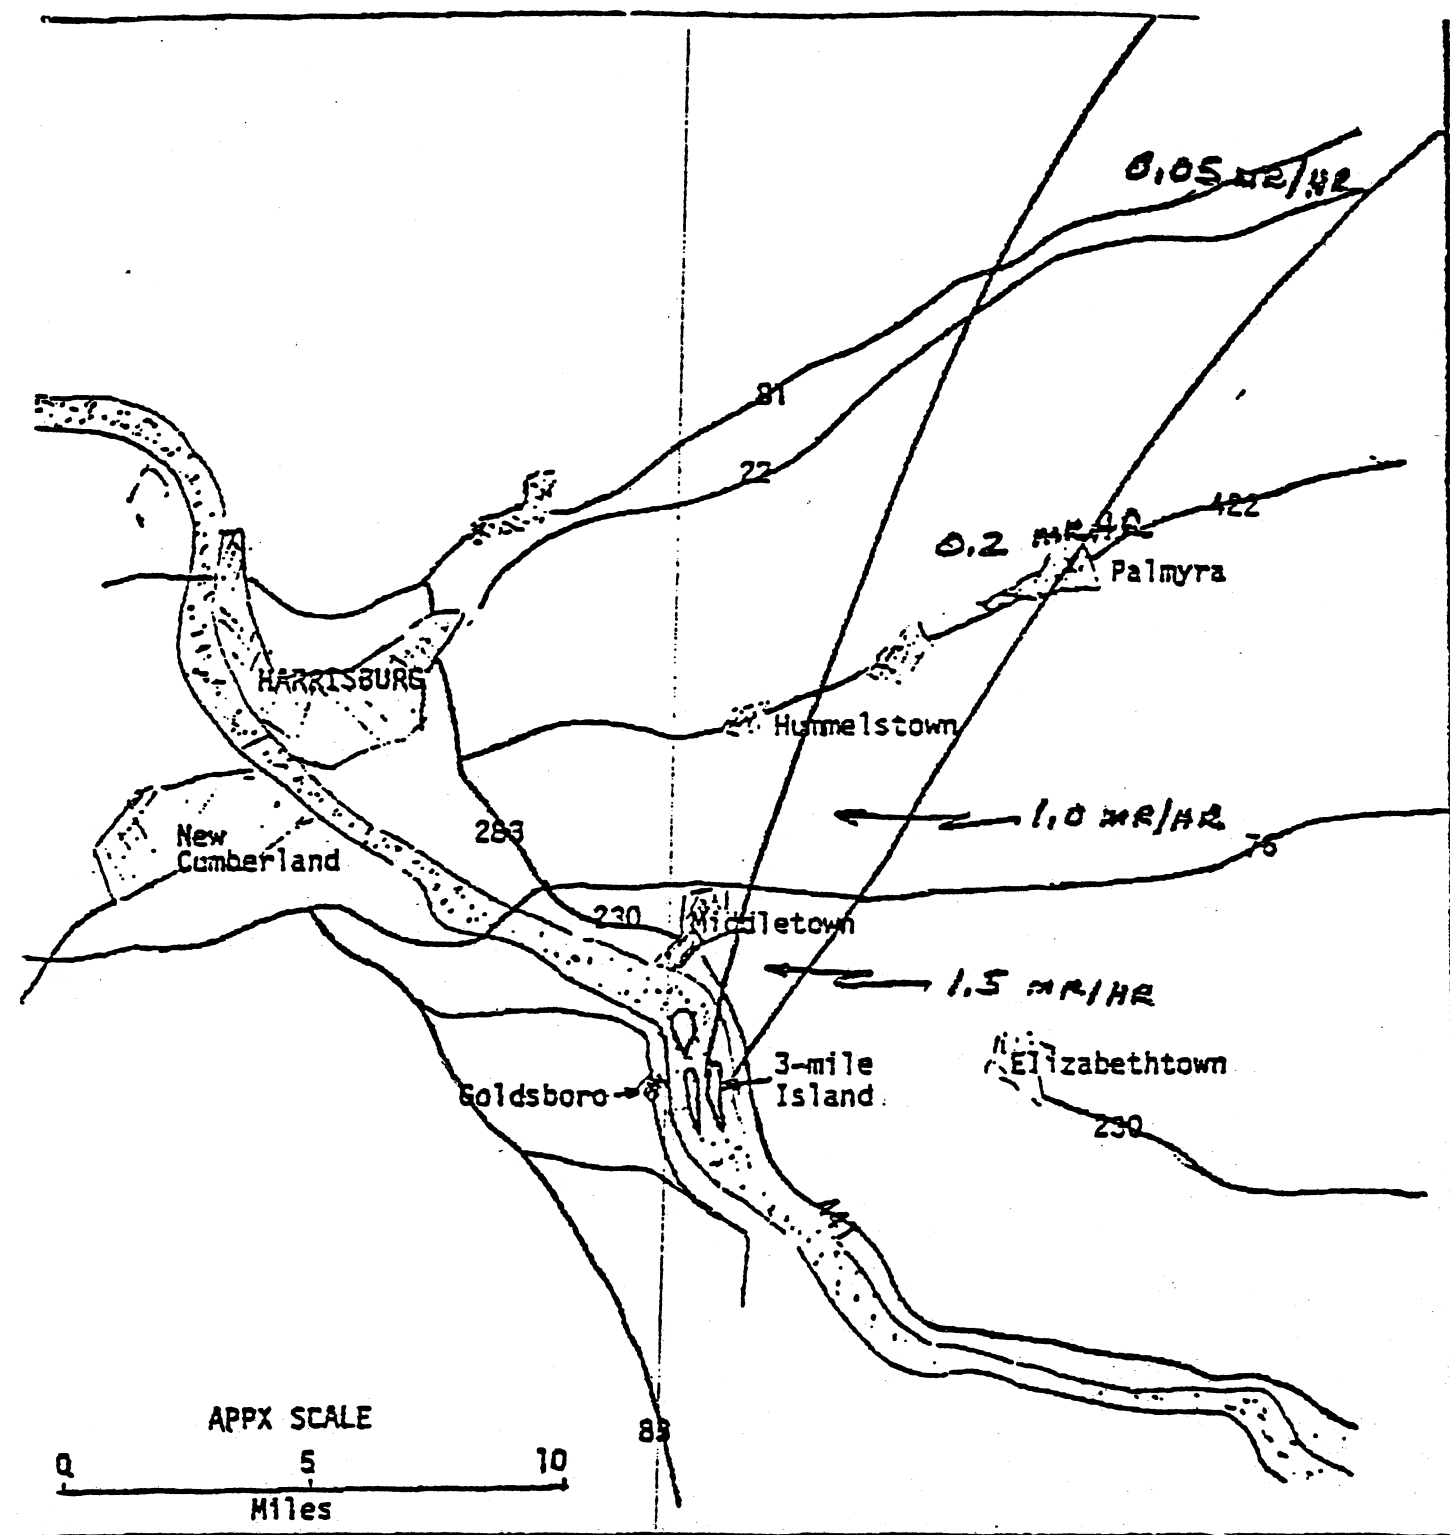 0.05 MR/HR
81
22
422
0.2 MR/HR
Palmyra
HARRISBURG
Hummelstown
1.0 MR/HR
283
New
Cumberland
76
230
Middletown
1.5 MR/HR
3-mile
Island
Elizabethtown
Goldsboro
230
APPX SCALE
83
0 5 10
Miles